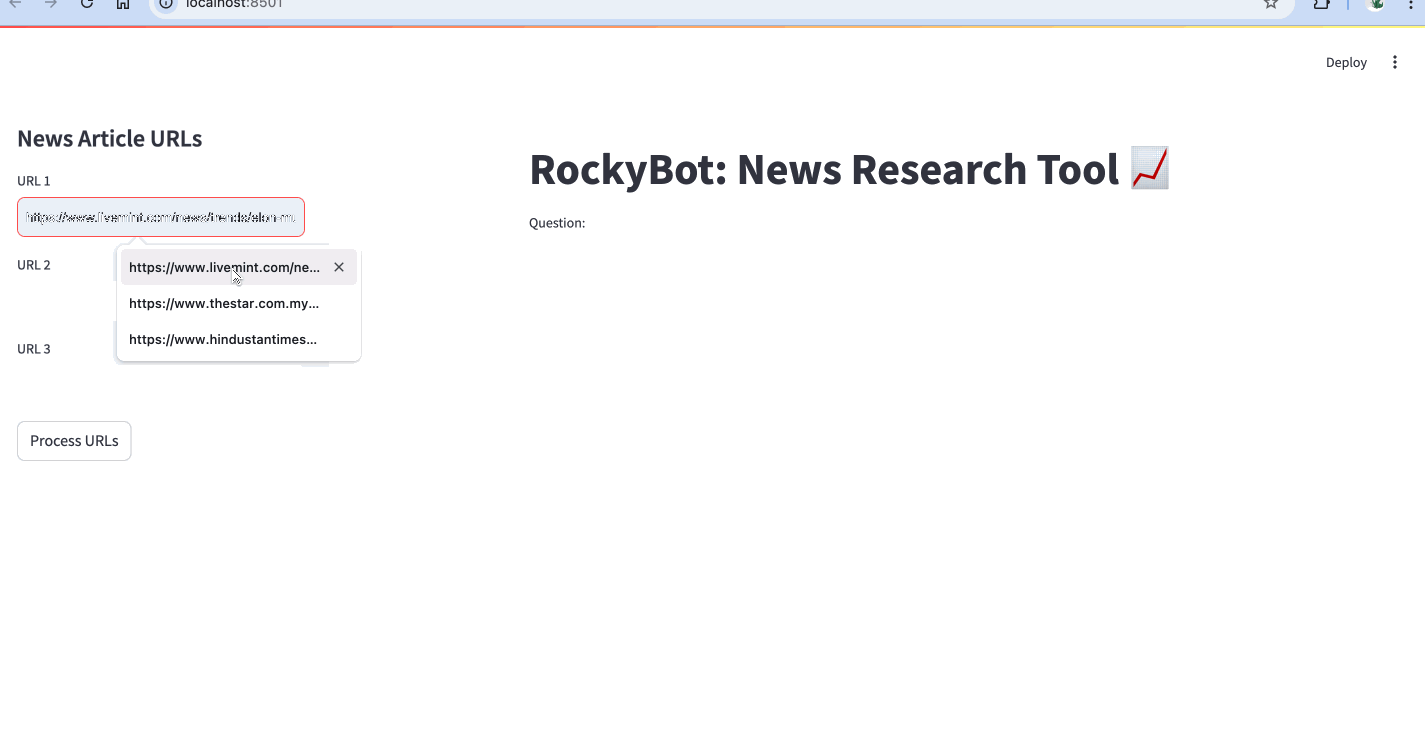 localhost:8501
Deploy
News Article URLs
URL 1
https://www.livemint.com/news/trends/elon-mu
https://www.livemint.com/ne...
URL 2
https://www.thestar.com.my...
https://www.hindustantimes...
URL 3
Process URLs
RockyBot: News Research Tool
Question: